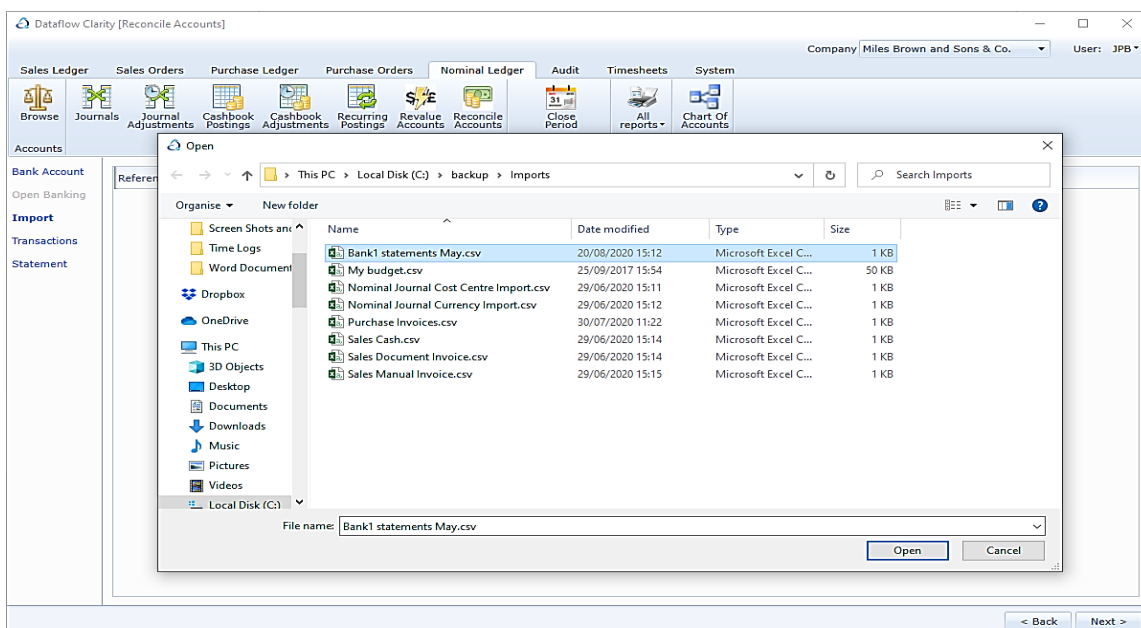 Dataflow Clarity [Reconcile Accounts]
Company Miles Brown and Sons & Co. User: JPB
Sales Ledger Sales Orders Purchase Ledger Purchase Orders Nominal Ledger Audit Timesheets System
Browse Journals Journal Adjustments Cashbook Postings Cashbook Adjustments Recurring Postings Revalue Accounts Reconcile Accounts Close Period All reports Chart Of Accounts
31
Accounts
Bank Account
Open Banking
Import
Transactions
Statement
Referen
Open
This PC > Local Disk (C:) > backup > Imports
Search Imports
Organise New folder
Screen Shots and
Time Logs
Word Document
Dropbox
OneDrive
This PC
3D Objects
Desktop
Documents
Downloads
Music
Pictures
Videos
Local Disk (C:)
Name Date modified Type Size
Bank1 statements May.csv 20/08/2020 15:12 Microsoft Excel C... 1 KB
My budget.csv 25/09/2017 15:54 Microsoft Excel C... 50 KB
Nominal Journal Cost Centre Import.csv 29/06/2020 15:11 Microsoft Excel C... 1 KB
Nominal Journal Currency Import.csv 29/06/2020 15:12 Microsoft Excel C... 1 KB
Purchase Invoices.csv 30/07/2020 11:22 Microsoft Excel C... 1 KB
Sales Cash.csv 29/06/2020 15:14 Microsoft Excel C... 1 KB
Sales Document Invoice.csv 29/06/2020 15:14 Microsoft Excel C... 1 KB
Sales Manual Invoice.csv 29/06/2020 15:15 Microsoft Excel C... 1 KB
File name: Bank1 statements May.csv
Open Cancel
< Back Next >